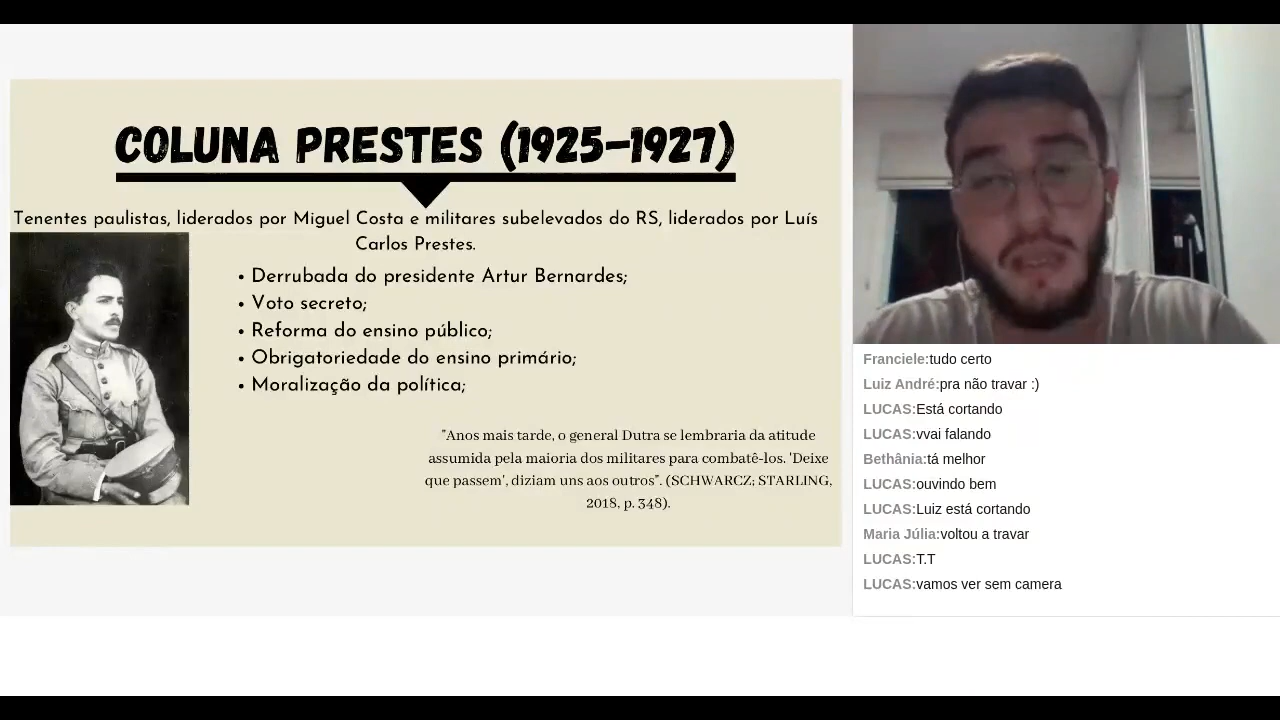 COLUNA PRESTES (1925-1927)
Tenentes paulistas, liderados por Miguel Costa e militares subelevados do RS, liderados por Luís
Carlos Prestes.
• Derrubada do presidente Artur Bernardes;
• Voto secreto;
• Reforma do ensino público;
• Obrigatoriedade do ensino primário;
• Moralização da política;
"Anos mais tarde, o general Dutra se lembraria da atitude
assumida pela maioria dos militares para combatê-los. 'Deixe
que passem', diziam uns aos outros". (SCHWARCZ; STARLING,
2018, p. 348).
Franciele:tudo certo
Luiz André:pra não travar :)
LUCAS:Está cortando
LUCAS:vvai falando
Bethânia:tá melhor
LUCAS:ouvindo bem
LUCAS:Luiz está cortando
Maria Júlia:voltou a travar
LUCAS:T.T
LUCAS:vamos ver sem camera